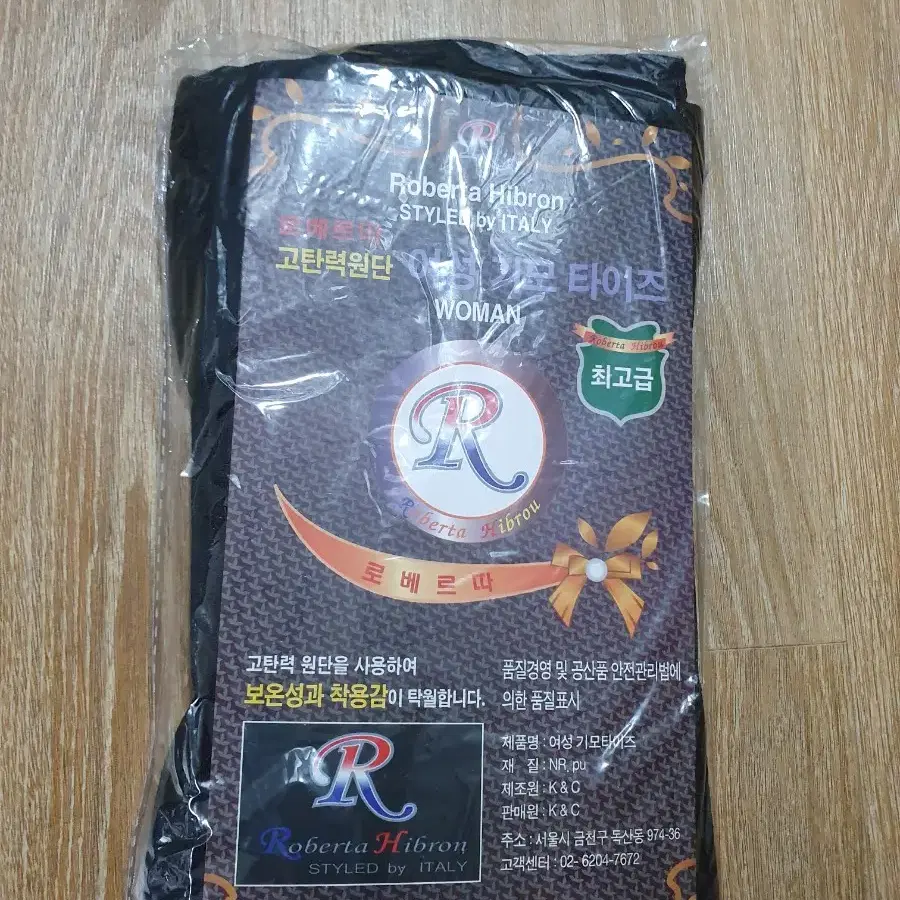 R
Roberta Hibron
STYLED by ITALY
로베르따
고탄력원단 여성 기모 타이즈
WOMAN
Roberta Hibrou
최고급
R
Roberta Hibrou
로베르따
고탄력 원단을 사용하여
보온성과 착용감이 탁월합니다.
품질경영 및 공산품 안전관리법에
의한 품질표시
R
Roberta Hibron
STYLED by ITALY
제품명 : 여성 기모타이즈
재 질 : NR, pu
제조원 : K & C
판매원 : K & C
주소 : 서울시 금천구 독산동 974-36
고객센터 : 02- 6204-7672